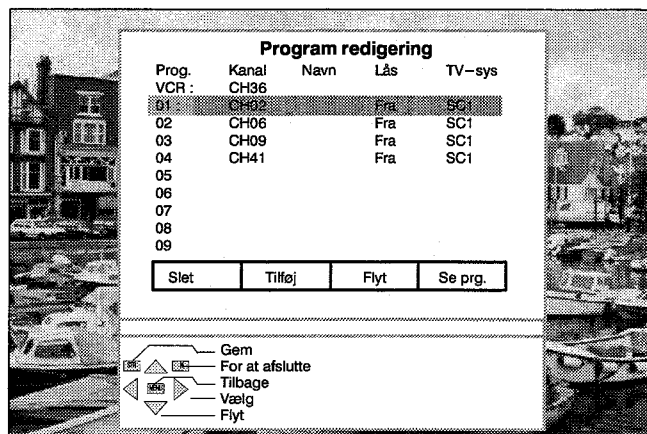 Program redigering
Prog. Kanal Navn Lås TV-sys
VCR : CH36
01 : CH02 Fra SC1
02 CH06 Fra SC1
03 CH09 Fra SC1
04 CH41 Fra SC1
05
06
07
08
09
Slet Tilføj Flyt Se prg.
Gem
For at afslutte
Tilbage
MENU
Vælg
Flyt